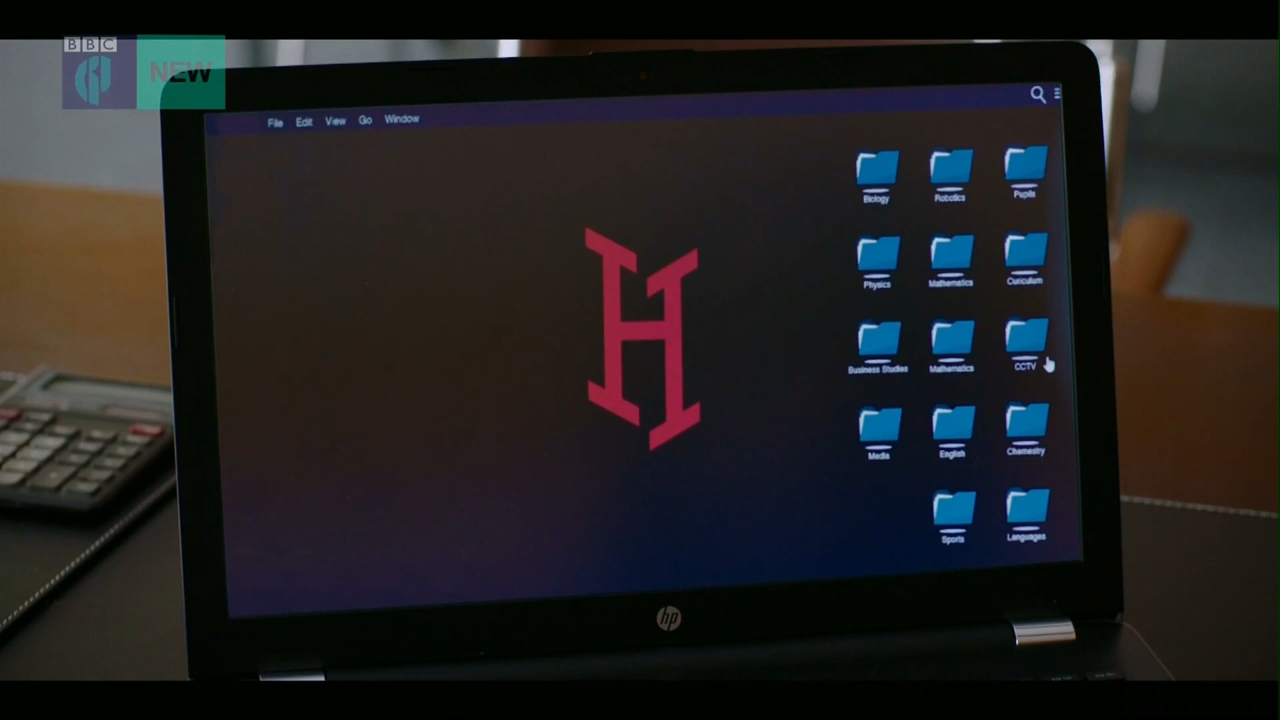 BBC
NEW
File Edit View Go Window
Biology Robotics Pupils
Physics Mathematics Curiculum
Business Studies Mathematics CCTV
Media English Chemestry
Sports Languages
H
hp